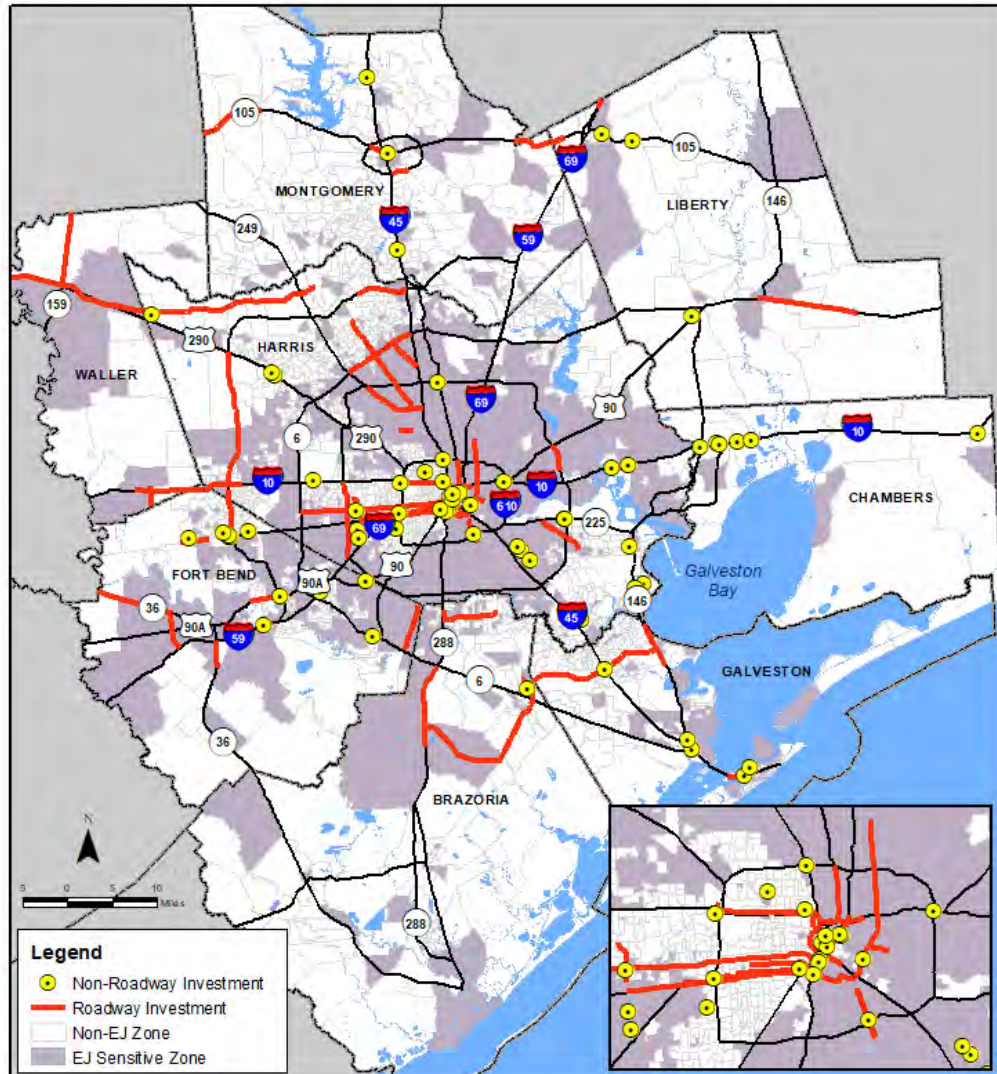 105
69
105
MONTGOMERY
LIBERTY
146
45
249
59
159
290
HARRIS
WALLER
69
90
6
290
10
10
10
610
CHAMBERS
69
225
90
FORT BEND
90A
Galveston
Bay
36
146
90A
59
45
288
GALVESTON
6
36
BRAZORIA
N
5 0 5 10
Miles
288
Legend
Non-Roadway Investment
Roadway Investment
Non-EJ Zone
EJ Sensitive Zone